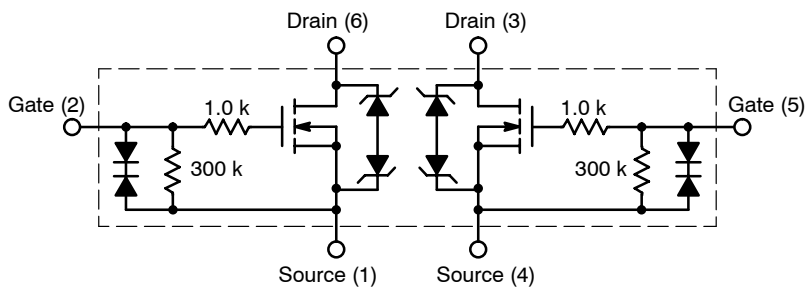 Drain (6)
Drain (3)
Gate (2)
1.0 k
1.0 k
Gate (5)
300 k
300 k
Source (1)
Source (4)